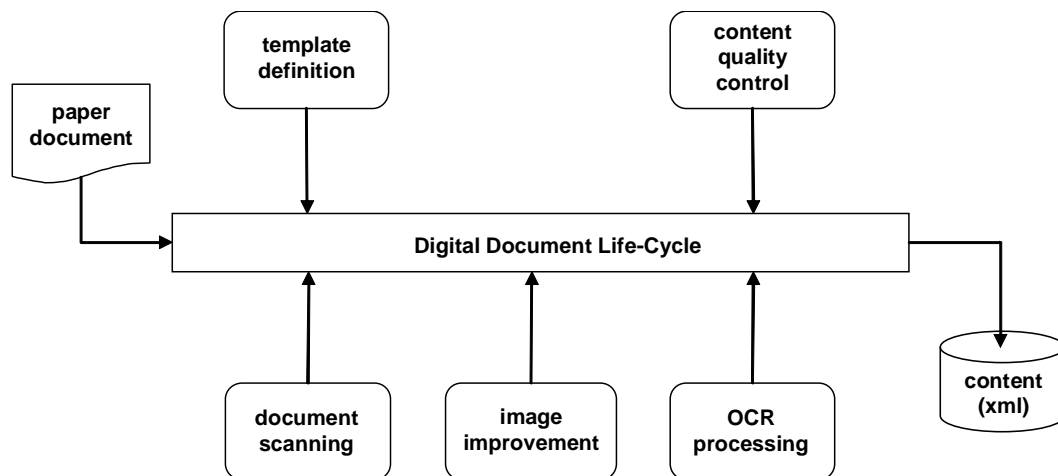 template
definition
content
quality
control
paper
document
Digital Document Life-Cycle
document
scanning
image
improvement
OCR
processing
content
(xml)